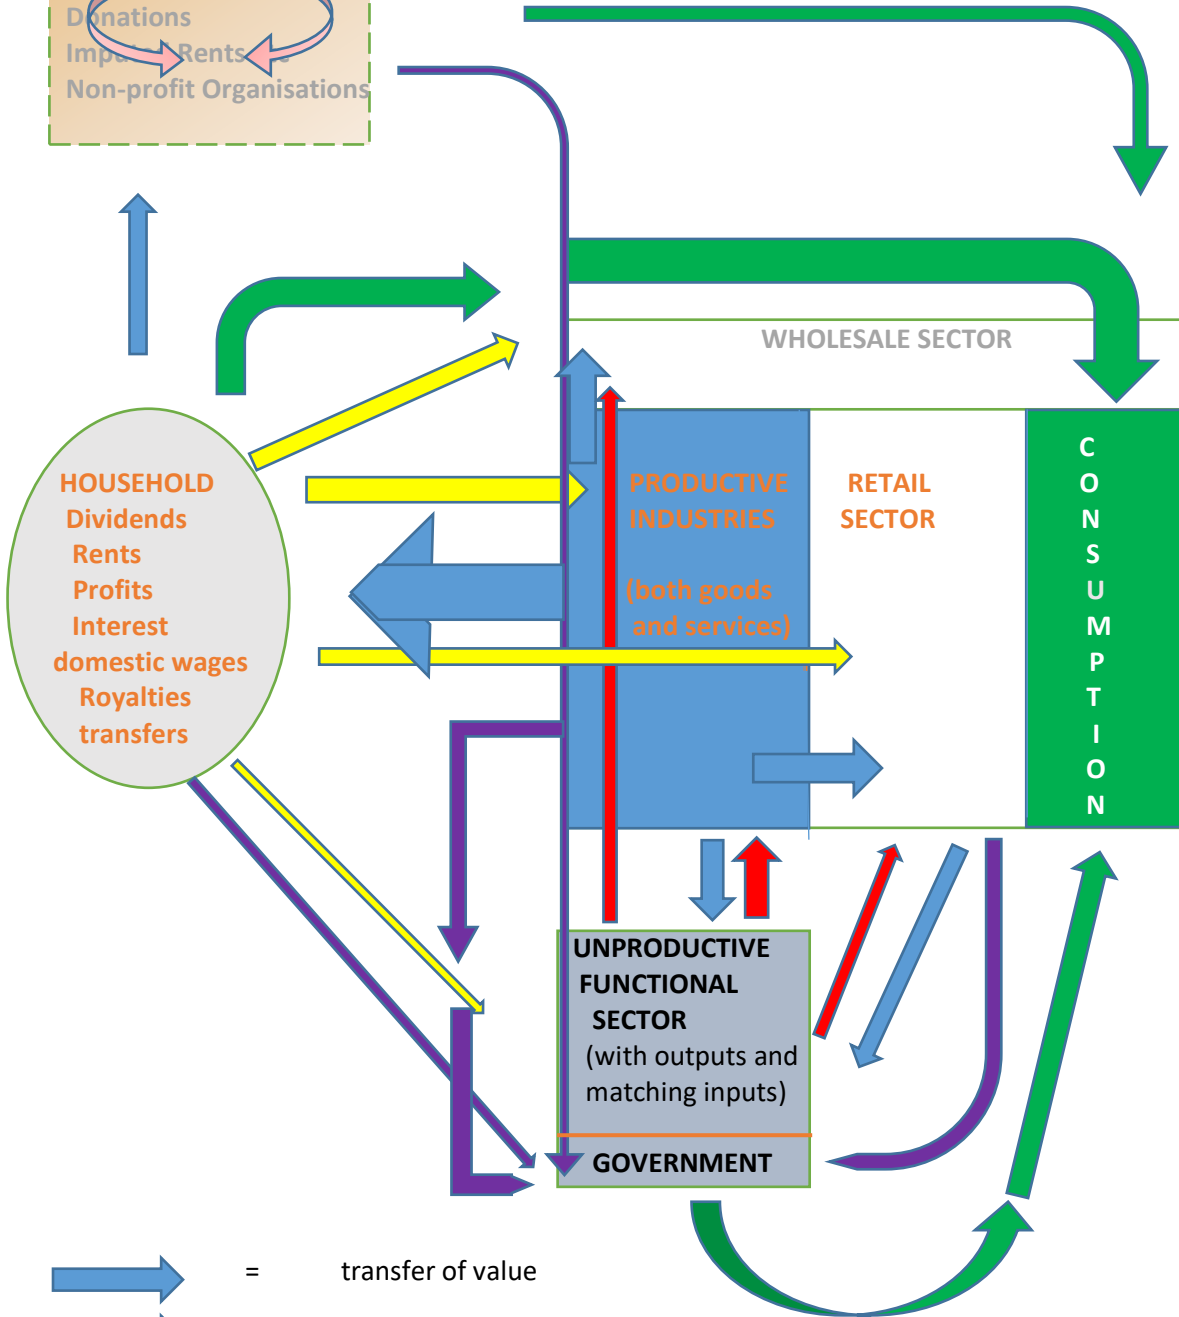 Donations
Rents
Non-profit Organisations
WHOLESALE SECTOR
HOUSEHOLD
Dividends
Rents
Profits
Interest
domestic wages
Royalties
transfers
PRODUCTIVE
INDUSTRIES
(both goods
and services)
RETAIL
SECTOR
C
O
N
S
U
M
P
T
I
O
N
UNPRODUCTIVE
FUNCTIONAL
SECTOR
(with outputs and
matching inputs)
GOVERNMENT
= transfer of value